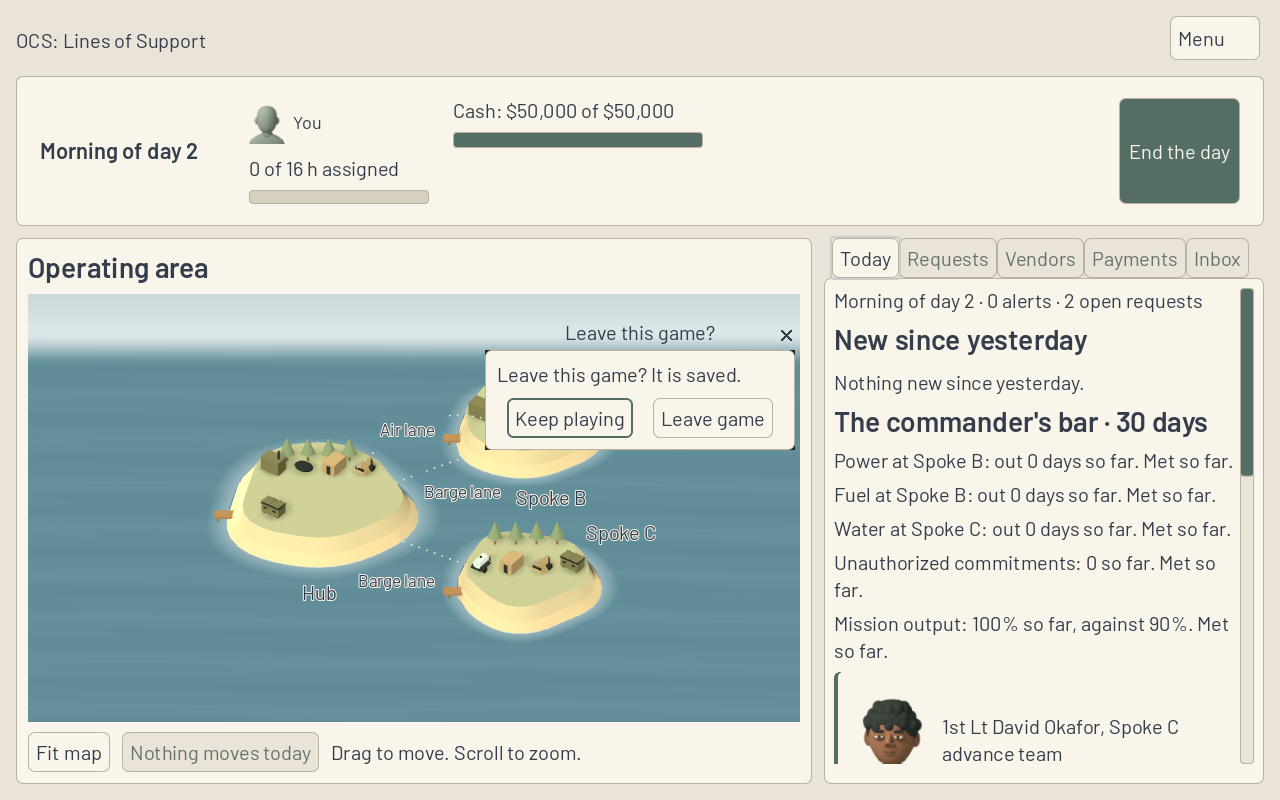 OCS: Lines of Support
Menu
Morning of day 2
You
0 of 16 h assigned
Cash: $50,000 of $50,000
End the day
Operating area
Leave this game?
Leave this game? It is saved.
Keep playing
Leave game
Air lane
Barge lane
Spoke B
Spoke C
Barge lane
Hub
Fit map
Nothing moves today
Drag to move. Scroll to zoom.
Today
Requests
Vendors
Payments
Inbox
Morning of day 2 · 0 alerts · 2 open requests
New since yesterday
Nothing new since yesterday.
The commander's bar · 30 days
Power at Spoke B: out 0 days so far. Met so far.
Fuel at Spoke B: out 0 days so far. Met so far.
Water at Spoke C: out 0 days so far. Met so far.
Unauthorized commitments: 0 so far. Met so
far.
Mission output: 100% so far, against 90%. Met
so far.
1st Lt David Okafor, Spoke C
advance team